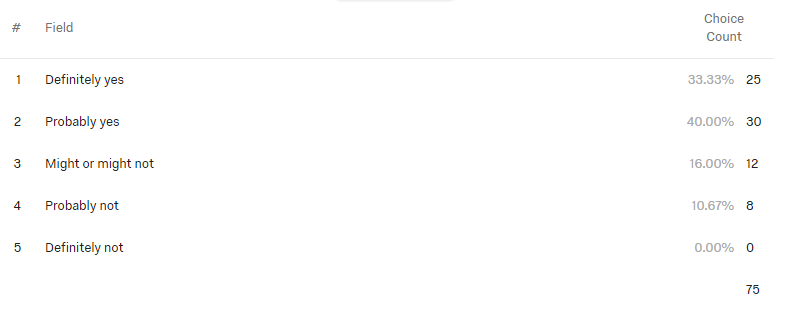 # Field Choice Count
1 Definitely yes 33.33% 25
2 Probably yes 40.00% 30
3 Might or might not 16.00% 12
4 Probably not 10.67% 8
5 Definitely not 0.00% 0
75